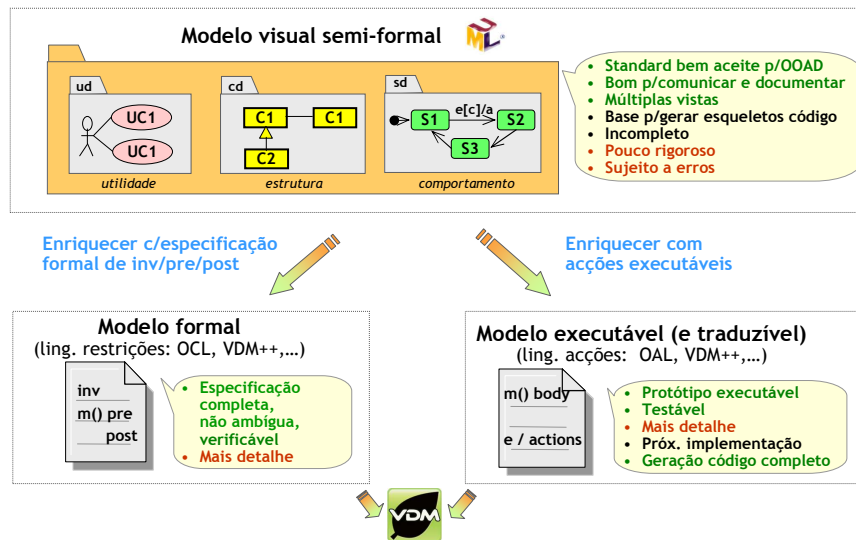 Modelo visual semi-formal
UML
ud
UC1
UC1
utilidade
cd
C1
C1
C2
estrutura
sd
e[c]/a
S1
S2
S3
comportamento
• Standard bem aceite p/OOAD
• Bom p/comunicar e documentar
• Múltiplas vistas
• Base p/gerar esqueletos código
• Incompleto
• Pouco rigoroso
• Sujeito a erros
Enriquecer c/especificação
formal de inv/pre/post
Enriquecer com
acções executáveis
Modelo formal
(ling. restrições: OCL, VDM++,…)
inv
m() pre
post
• Especificação
completa,
não ambígua,
verificável
• Mais detalhe
Modelo executável (e traduzível)
(ling. acções: OAL, VDM++,…)
m() body
e / actions
• Protótipo executável
• Testável
• Mais detalhe
• Próx. implementação
• Geração código completo
VDM